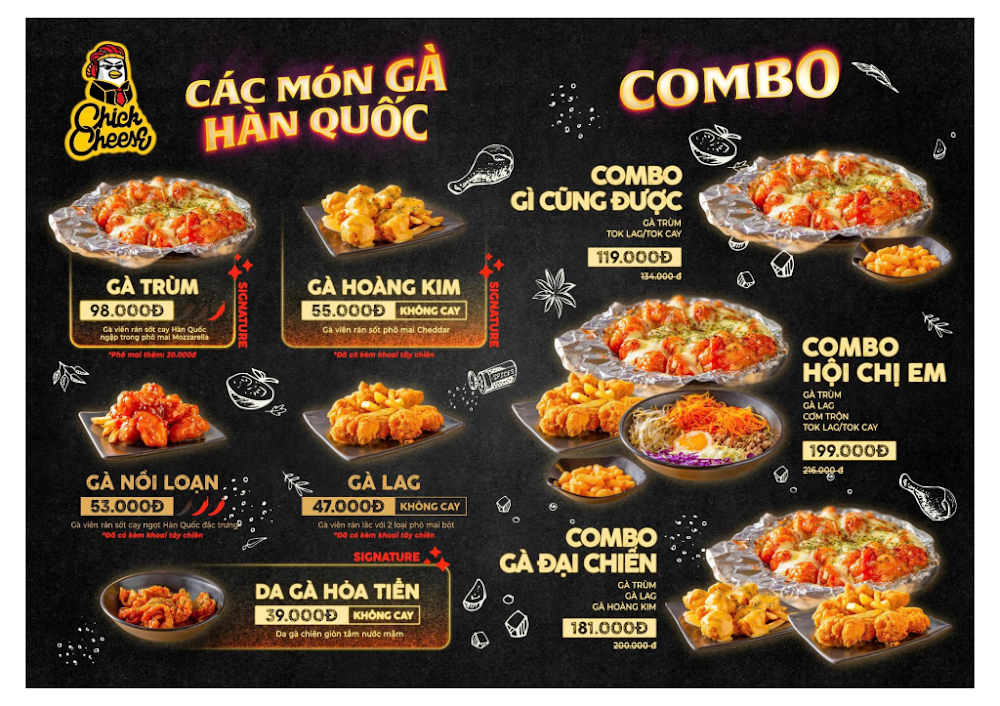 Chick
Cheese
CÁC MÓN GÀ
HÀN QUỐC
GÀ TRÙM
98.000Đ
Gà viên rán sốt cay Hàn Quốc
ngập trong phô mai Mozzarella
*Phô mai thêm: 20.000đ
SIGNATURE
GÀ HOÀNG KIM
55.000Đ KHÔNG CAY
Gà viên rán sốt phô mai Cheddar
*Đã có kèm khoai tây chiên
SIGNATURE
GÀ NỔI LOẠN
53.000Đ
Gà viên rán sốt cay ngọt Hàn Quốc đặc trưng
*Đã có kèm khoai tây chiên
GÀ LAG
47.000Đ KHÔNG CAY
Gà viên rán lắc với 2 loại phô mai bột
*Đã có kèm khoai tây chiên
SPICES
SIGNATURE
DA GÀ HỎA TIỄN
39.000Đ KHÔNG CAY
Da gà chiên giòn tắm nước mắm
COMBO
COMBO
GÌ CŨNG ĐƯỢC
GÀ TRÙM
TOK LAG/TOK CAY
119.000Đ
134.000 đ
COMBO
HỘI CHỊ EM
GÀ TRÙM
GÀ LAG
CƠM TRỘN
TOK LAG/TOK CAY
199.000Đ
216.000 đ
COMBO
GÀ ĐẠI CHIẾN
GÀ TRÙM
GÀ LAG
GÀ HOÀNG KIM
181.000Đ
200.000 đ